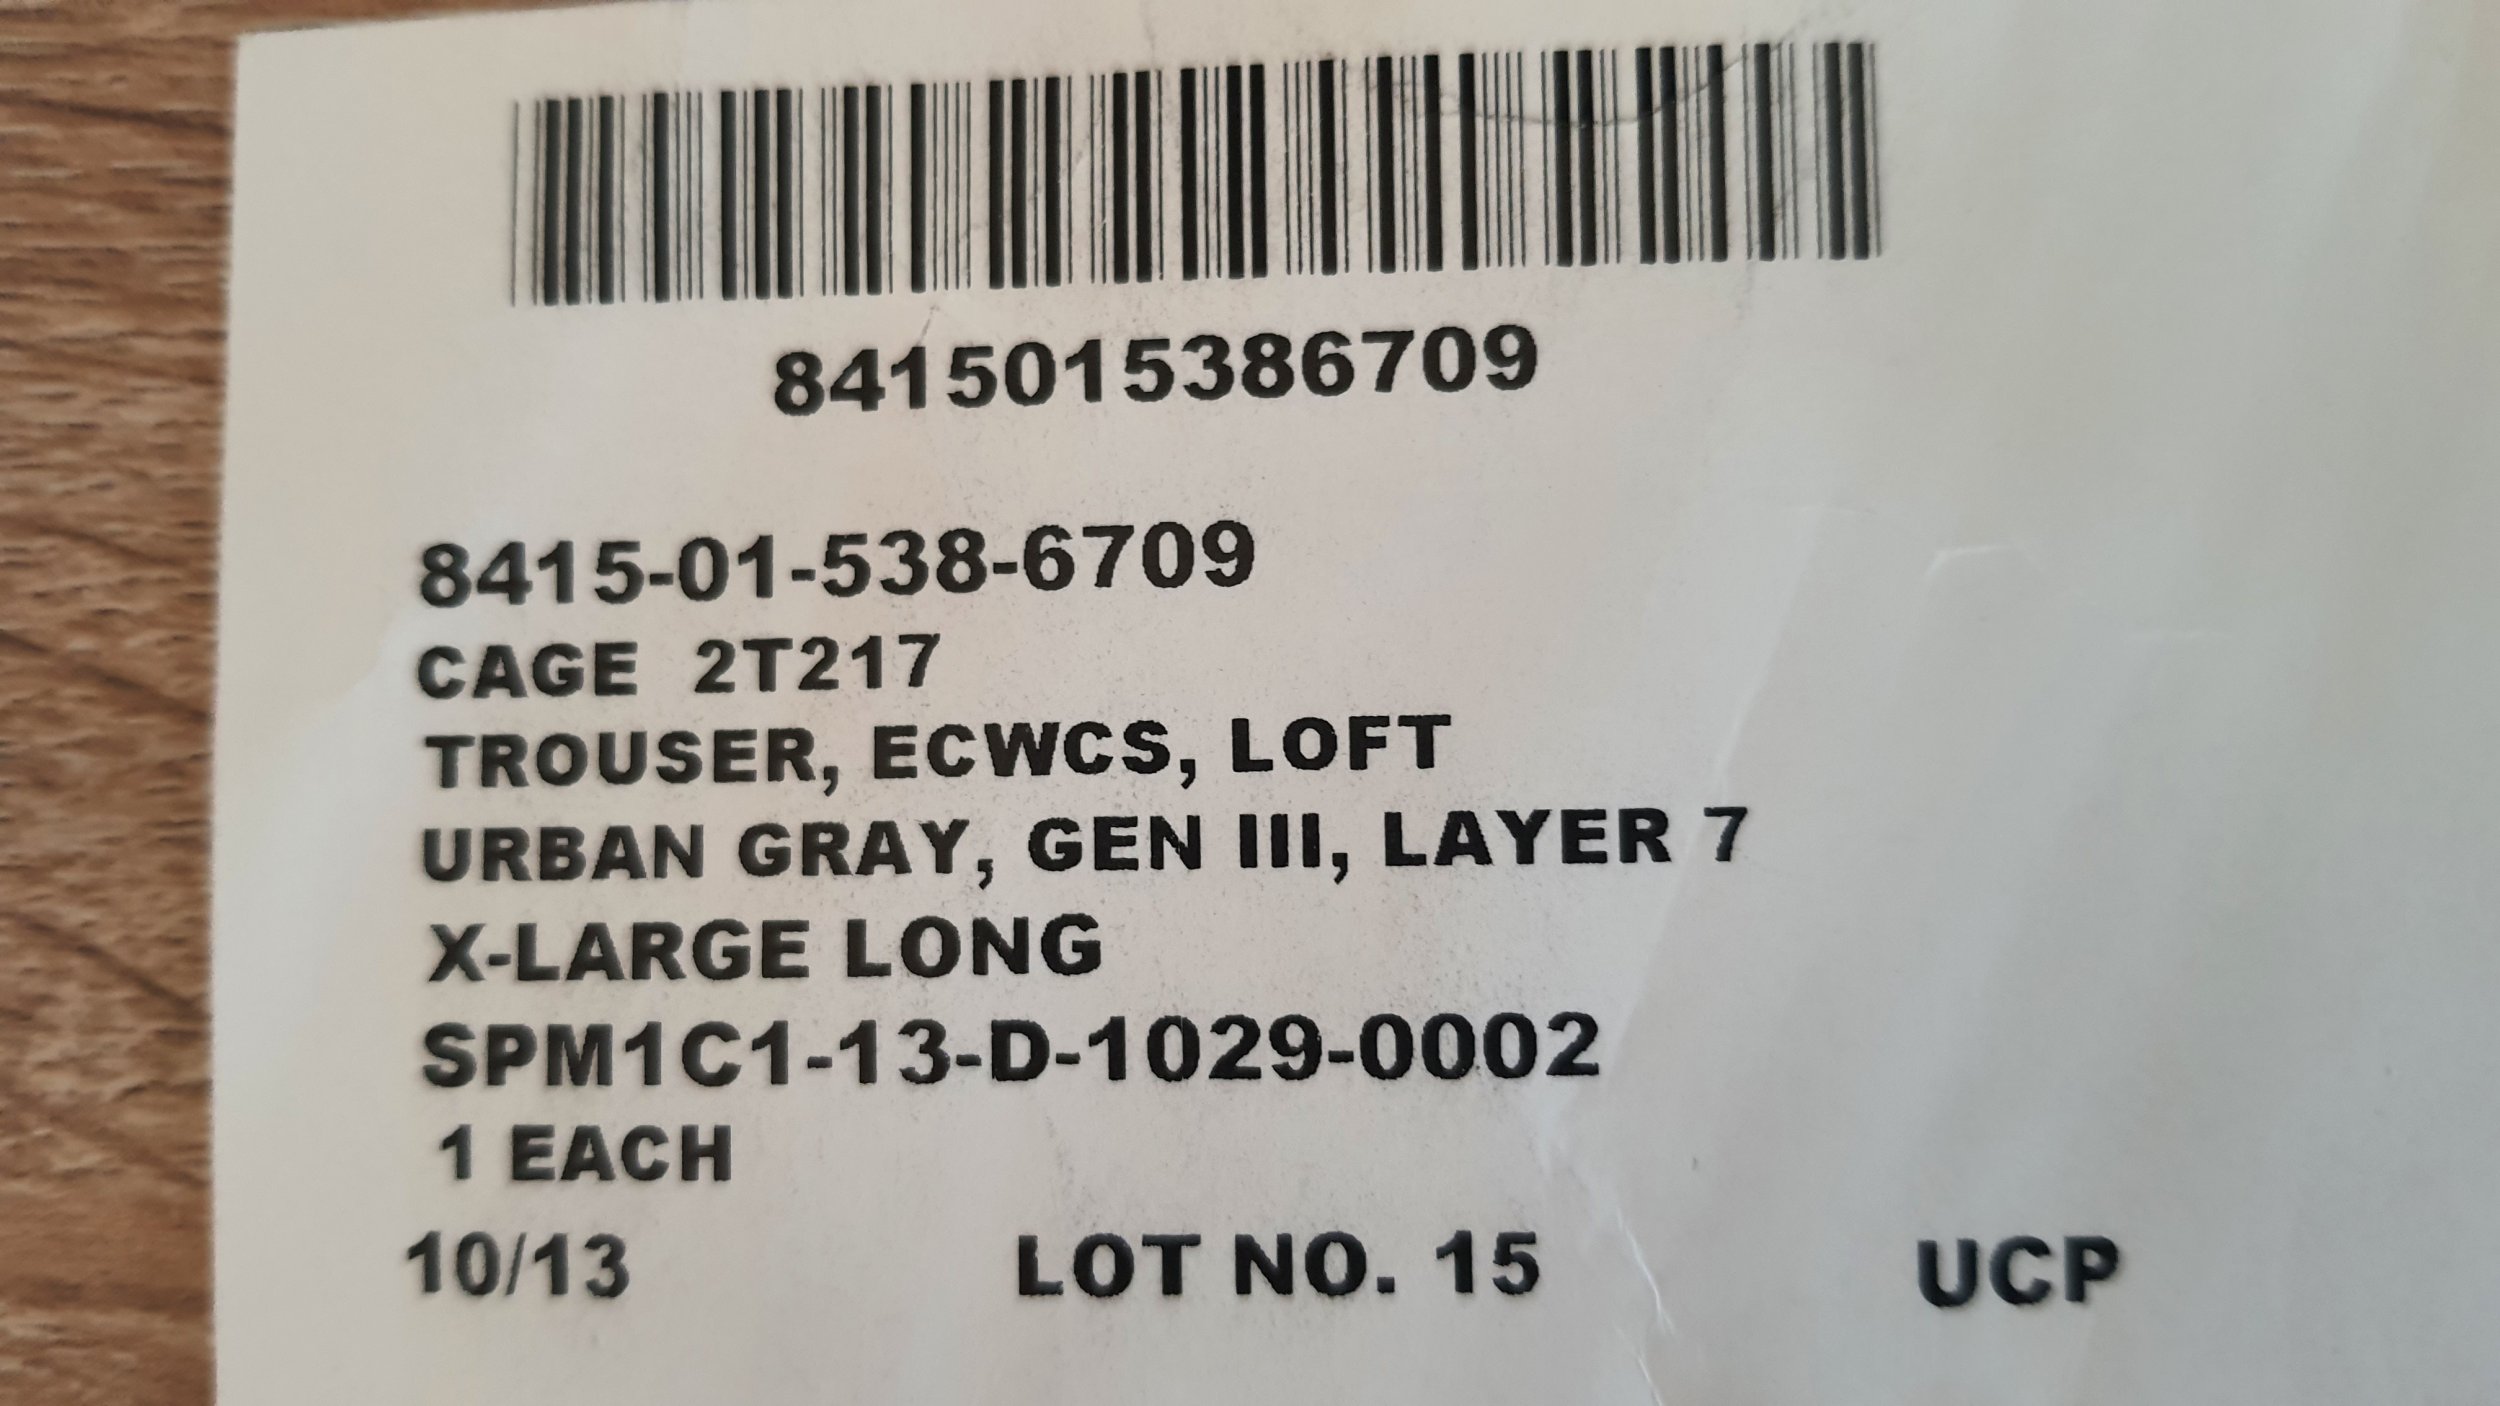 8415015386709
8415-01-538-6709
CAGE 2T217
TROUSER, ECWCS, LOFT
URBAN GRAY, GEN III, LAYER 7
X-LARGE LONG
SPM1C1-13-D-1029-0002
1 EACH
10/13 LOT NO. 15 UCP